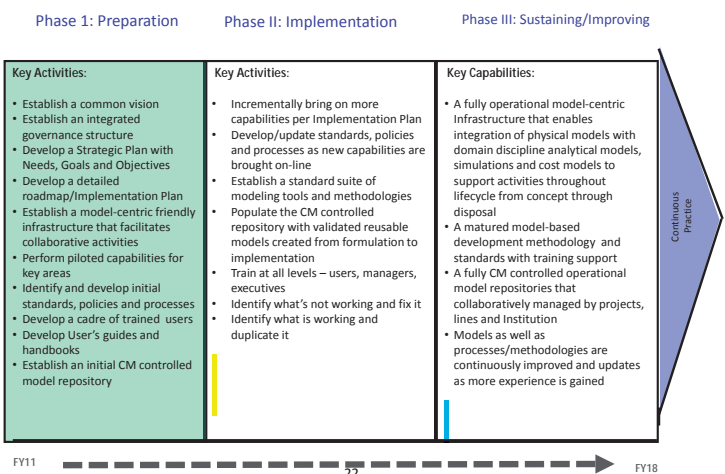 Phase 1: Preparation
Phase II: Implementation
Phase III: Sustaining/Improving
Key Activities:
• Establish a common vision
• Establish an integrated
governance structure
• Develop a Strategic Plan with
Needs, Goals and Objectives
• Develop a detailed
roadmap/Implementation Plan
• Establish a model-centric friendly
infrastructure that facilitates
collaborative activities
• Perform piloted capabilities for
key areas
• Identify and develop initial
standards, policies and processes
• Develop a cadre of trained users
• Develop User's guides and
handbooks
• Establish an initial CM controlled
model repository
Key Activities:
• Incrementally bring on more
capabilities per Implementation Plan
• Develop/update standards, policies
and processes as new capabilities are
brought on-line
• Establish a standard suite of
modeling tools and methodologies
• Populate the CM controlled
repository with validated reusable
models created from formulation to
implementation
• Train at all levels – users, managers,
executives
• Identify what's not working and fix it
• Identify what is working and
duplicate it
Key Capabilities:
• A fully operational model-centric
Infrastructure that enables
integration of physical models with
domain discipline analytical models,
simulations and cost models to
support activities throughout
lifecycle from concept through
disposal
• A matured model-based
development methodology and
standards with training support
• A fully CM controlled operational
model repositories that
collaboratively managed by projects,
lines and Institution
• Models as well as
processes/methodologies are
continuously improved and updates
as more experience is gained
Continuous
Practice
FY11
22
FY18